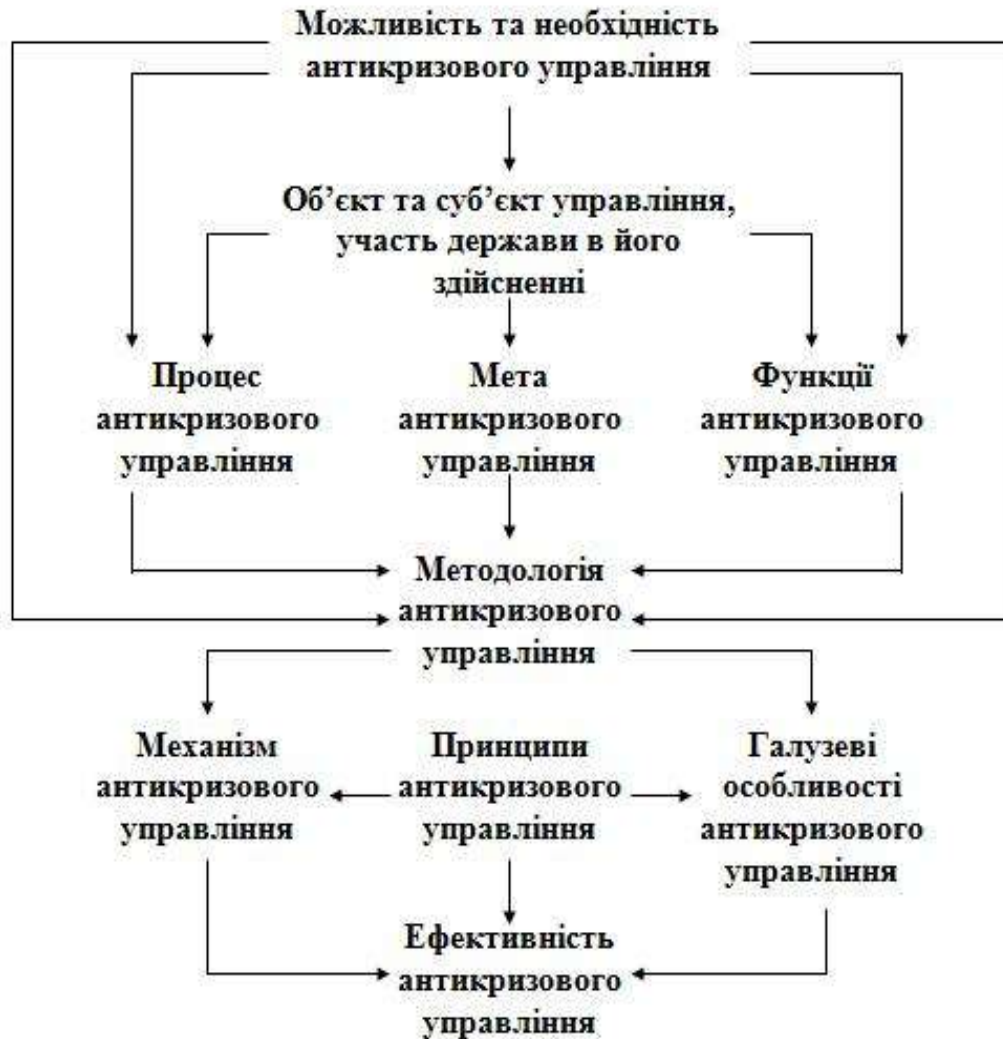 Можливість та необхідність
антикризового управління
Об’єкт та суб’єкт управління,
участь держави в його
здійсненні
Процес
антикризового
управління
Мета
антикризового
управління
Функції
антикризового
управління
Методологія
антикризового
управління
Механізм
антикризового
управління
Принципи
антикризового
управління
Галузеві
особливості
антикризового
управління
Ефективність
антикризового
управління